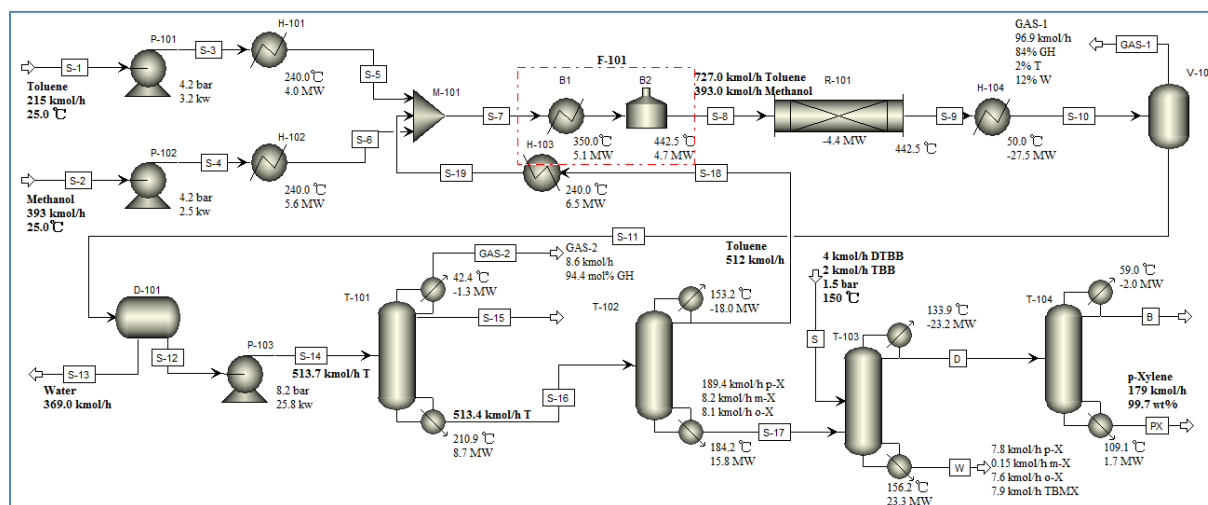 H-101
P-101
S-3
S-1
Toluene
215 kmol/h
25.0℃
4.2 bar
3.2 kw
240.0 ℃
4.0 MW
S-5
H-102
P-102
S-4
S-2
Methanol
393 kmol/h
25.0℃
4.2 bar
2.5 kw
240.0 ℃
5.6 MW
S-6
M-101
S-7
F-101
B1
B2
350.0 ℃
5.1 MW
442.5 ℃
4.7 MW
727.0 kmol/h Toluene
393.0 kmol/h Methanol
S-8
R-101
-4.4 MW
442.5 ℃
S-9
H-104
50.0 ℃
-27.5 MW
S-10
GAS-1
96.9 kmol/h
84% GH
2% T
12% W
GAS-1
V-10
H-103
S-19
240.0 ℃
6.5 MW
S-18
S-11
D-101
S-13
Water
369.0 kmol/h
S-12
P-103
8.2 bar
25.8 kw
S-14
513.7 kmol/h T
T-101
42.4 ℃
-1.3 MW
GAS-2
GAS-2
8.6 kmol/h
94.4 mol% GH
S-15
513.4 kmol/h T
210.9 ℃
8.7 MW
S-16
T-102
153.2 ℃
-18.0 MW
Toluene
512 kmol/h
189.4 kmol/h p-X
8.2 kmol/h m-X
8.1 kmol/h o-X
184.2 ℃
15.8 MW
S-17
4 kmol/h DTBB
2 kmol/h TBB
1.5 bar
150 ℃
S
T-103
133.9 ℃
-23.2 MW
D
156.2 ℃
23.3 MW
W
7.8 kmol/h p-X
0.15 kmol/h m-X
7.6 kmol/h o-X
7.9 kmol/h TBMX
T-104
59.0 ℃
-2.0 MW
B
p-Xylene
179 kmol/h
99.7 wt%
109.1 ℃
1.7 MW
PX